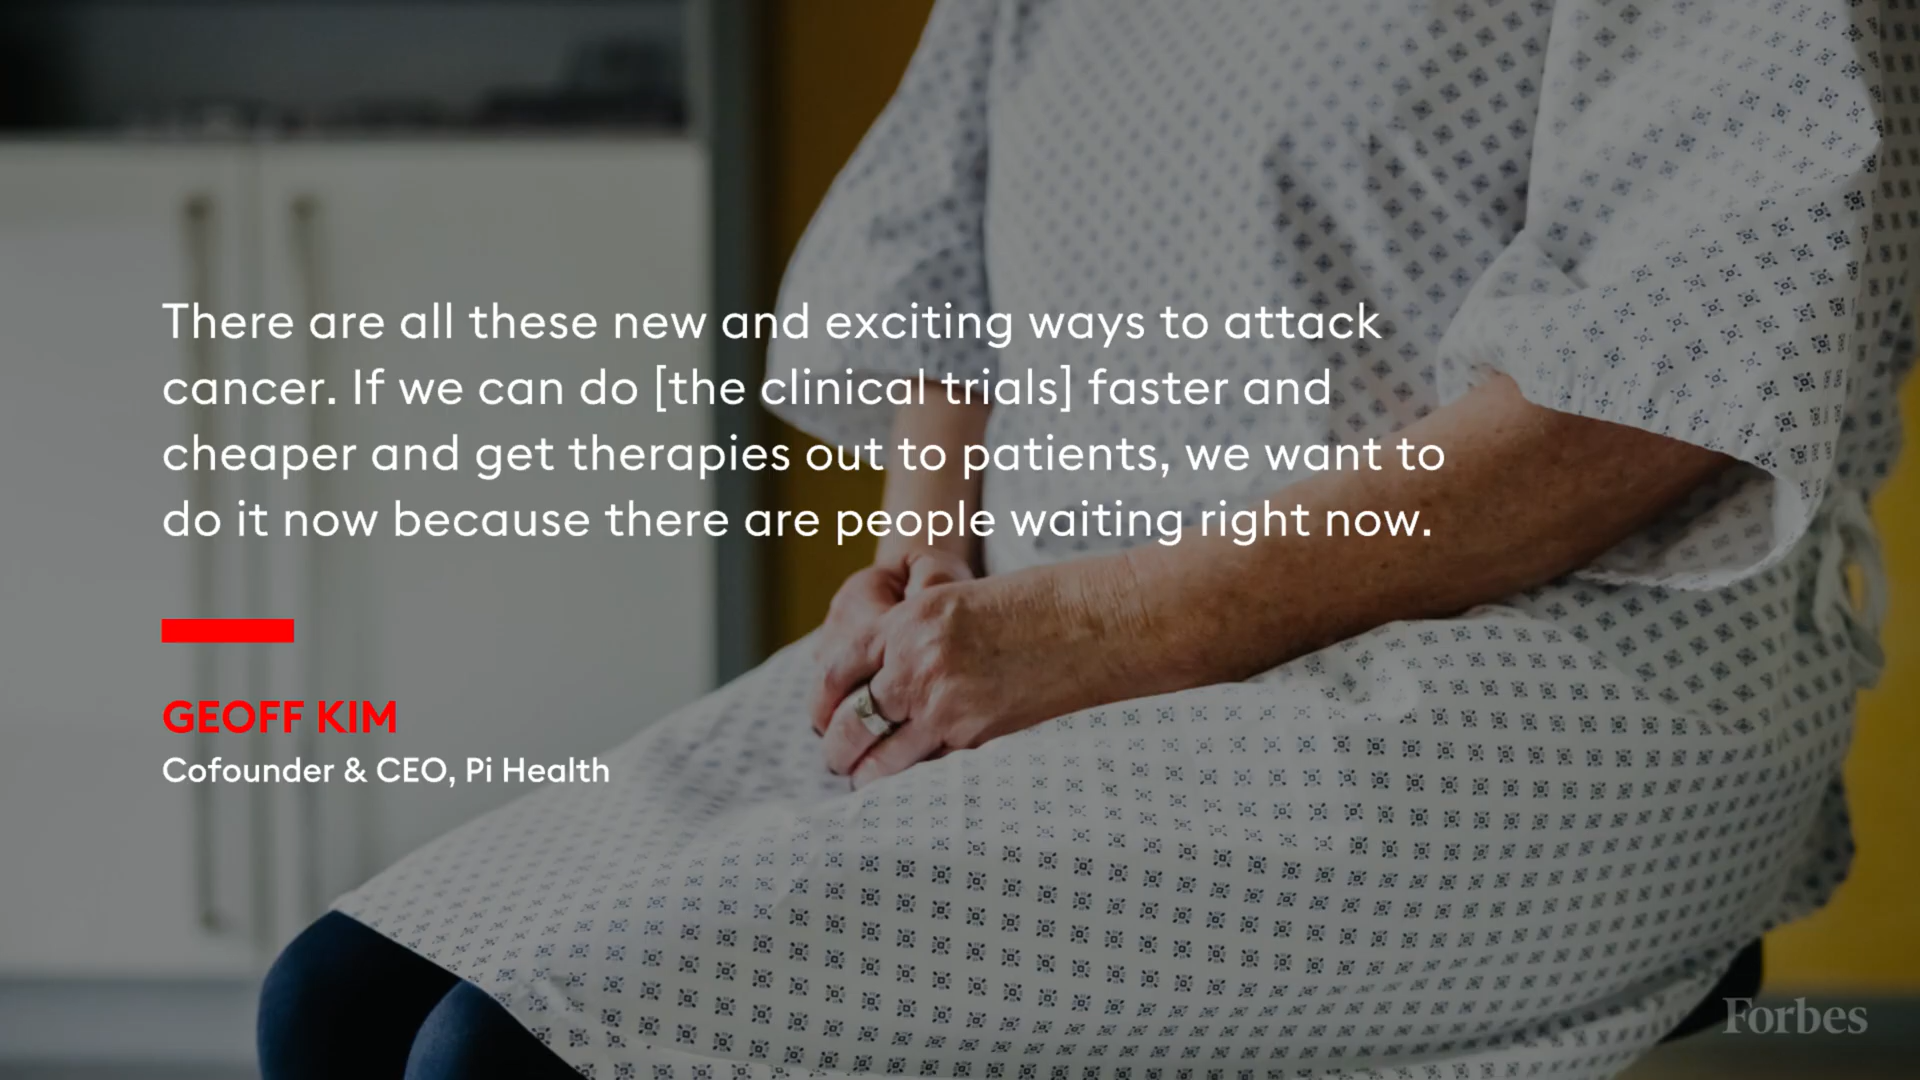 There are all these new and exciting ways to attack
cancer. If we can do [the clinical trials] faster and
cheaper and get therapies out to patients, we want to
do it now because there are people waiting right now.
GEOFF KIM
Cofounder & CEO, Pi Health
Forbes